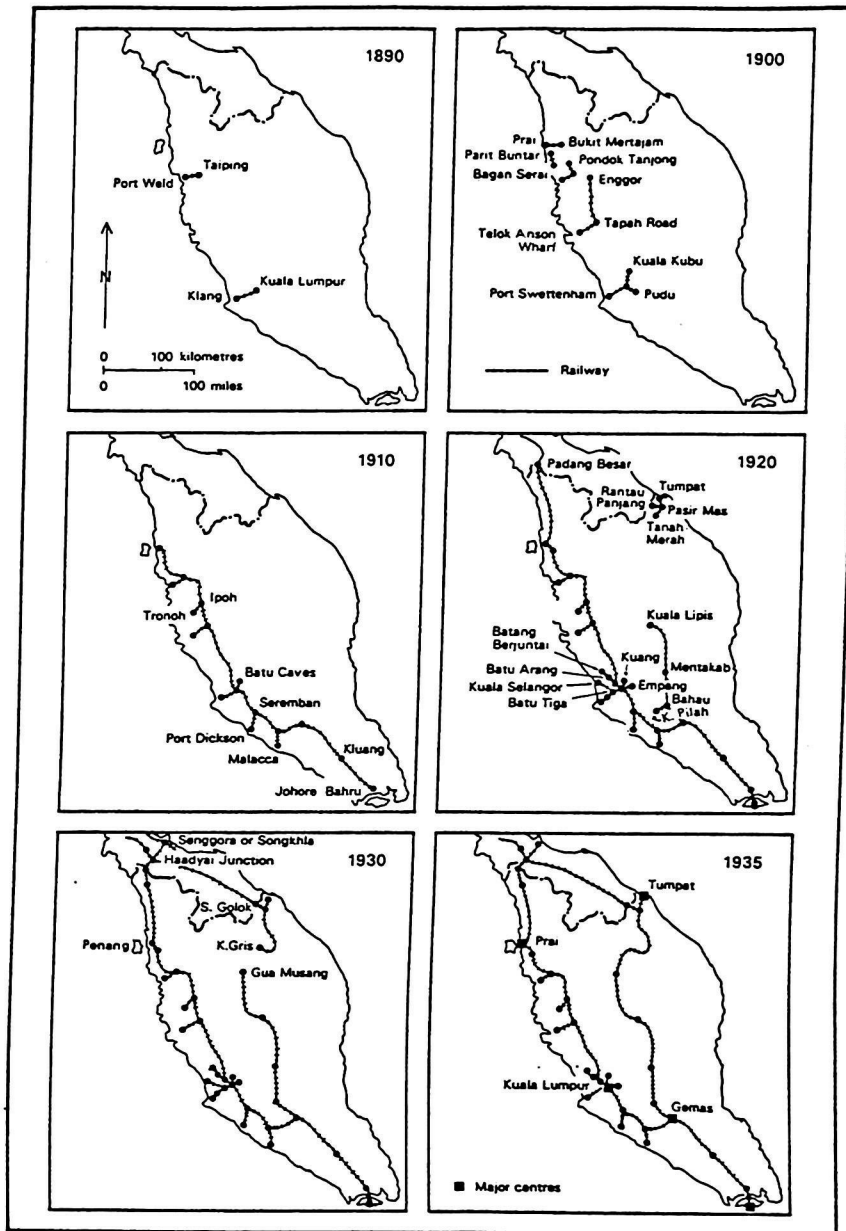 1890
Taiping
Port Weld
N
Kuala Lumpur
Klang
0 100 kilometres
0 100 miles
1900
Prai
Bukit Mertajam
Parit Buntar
Pondok Tanjong
Bagan Serai
Enggor
Tapah Road
Telok Anson
Wharf
Kuala Kubu
Port Swettenham
Pudu
Railway
1910
Ipoh
Tronoh
Batu Caves
Seremban
Port Dickson
Malacca
Kluang
Johore Bahru
1920
Padang Besar
Tumpat
Rantau
Panjang
Pasir Mas
Tanah
Merah
Kuala Lipis
Batang
Berjuntai
Kuang
Batu Arang
Mentakab
Kuala Selangor
Empang
Batu Tiga
Bahau
K. Pilah
Senggora or Songkhla
1930
Haadyai Junction
S. Golok
Penang
K.Gris
Gua Musang
1935
Tumpat
Prai
Kuala Lumpur
Gemas
Major centres